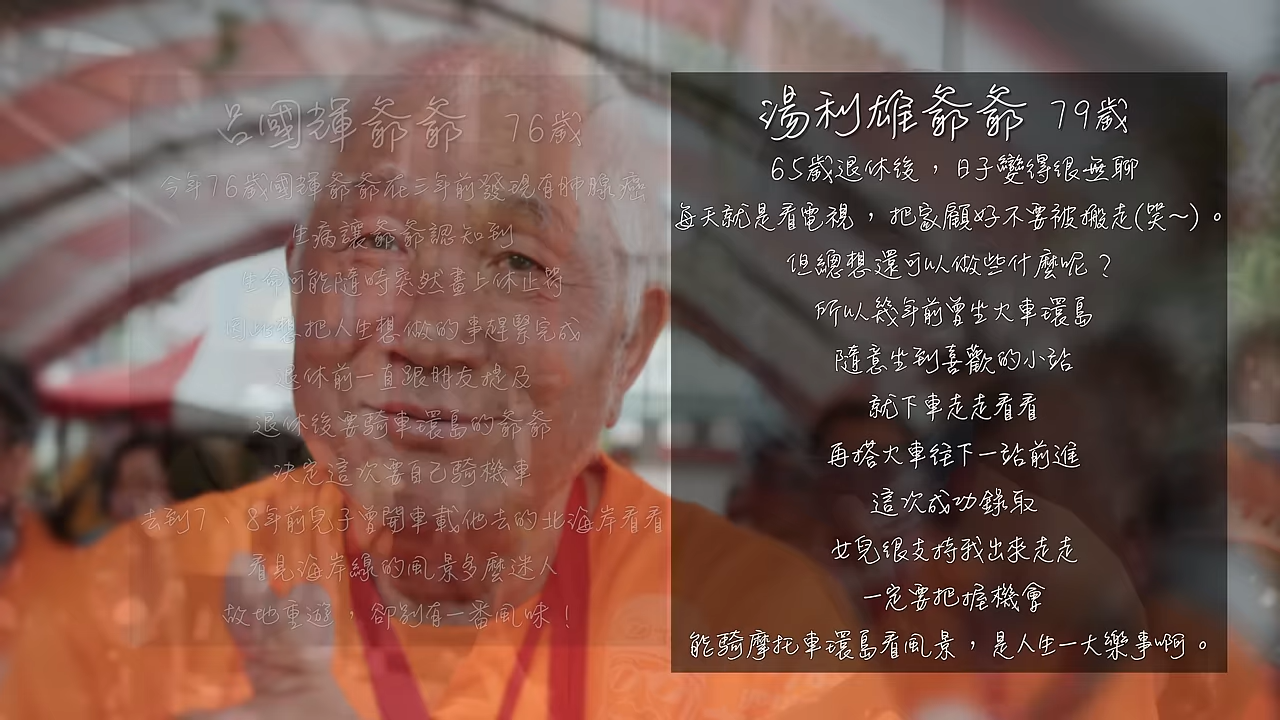 呂國輝爺爺 76歲
今年76歲國輝爺爺在三年前發現有肺腺癌
生病讓爺爺認知到
生命可能隨時突然畫上休止符
因此想把人生想做的事趕緊完成
退休前一直跟朋友提及
退休後要騎車環島的爺爺
決定這次要自己騎機車
去到7、8年前兒子曾開車載他去的北海岸看看
看見海岸線的風景多麼迷人
故地重遊，卻別有一番風味！
湯利雄爺爺 79歲
65歲退休後，日子變得很無聊
每天就是看電視，把家顧好不要被搬走(笑~)。
但總想還可以做些什麼呢？
所以幾年前曾坐火車環島
隨意坐到喜歡的小站
就下車走走看看
再搭火車往下一站前進
這次成功錄取
女兒很支持我出來走走
一定要把握機會
能騎摩托車環島看風景，是人生一大樂事啊。